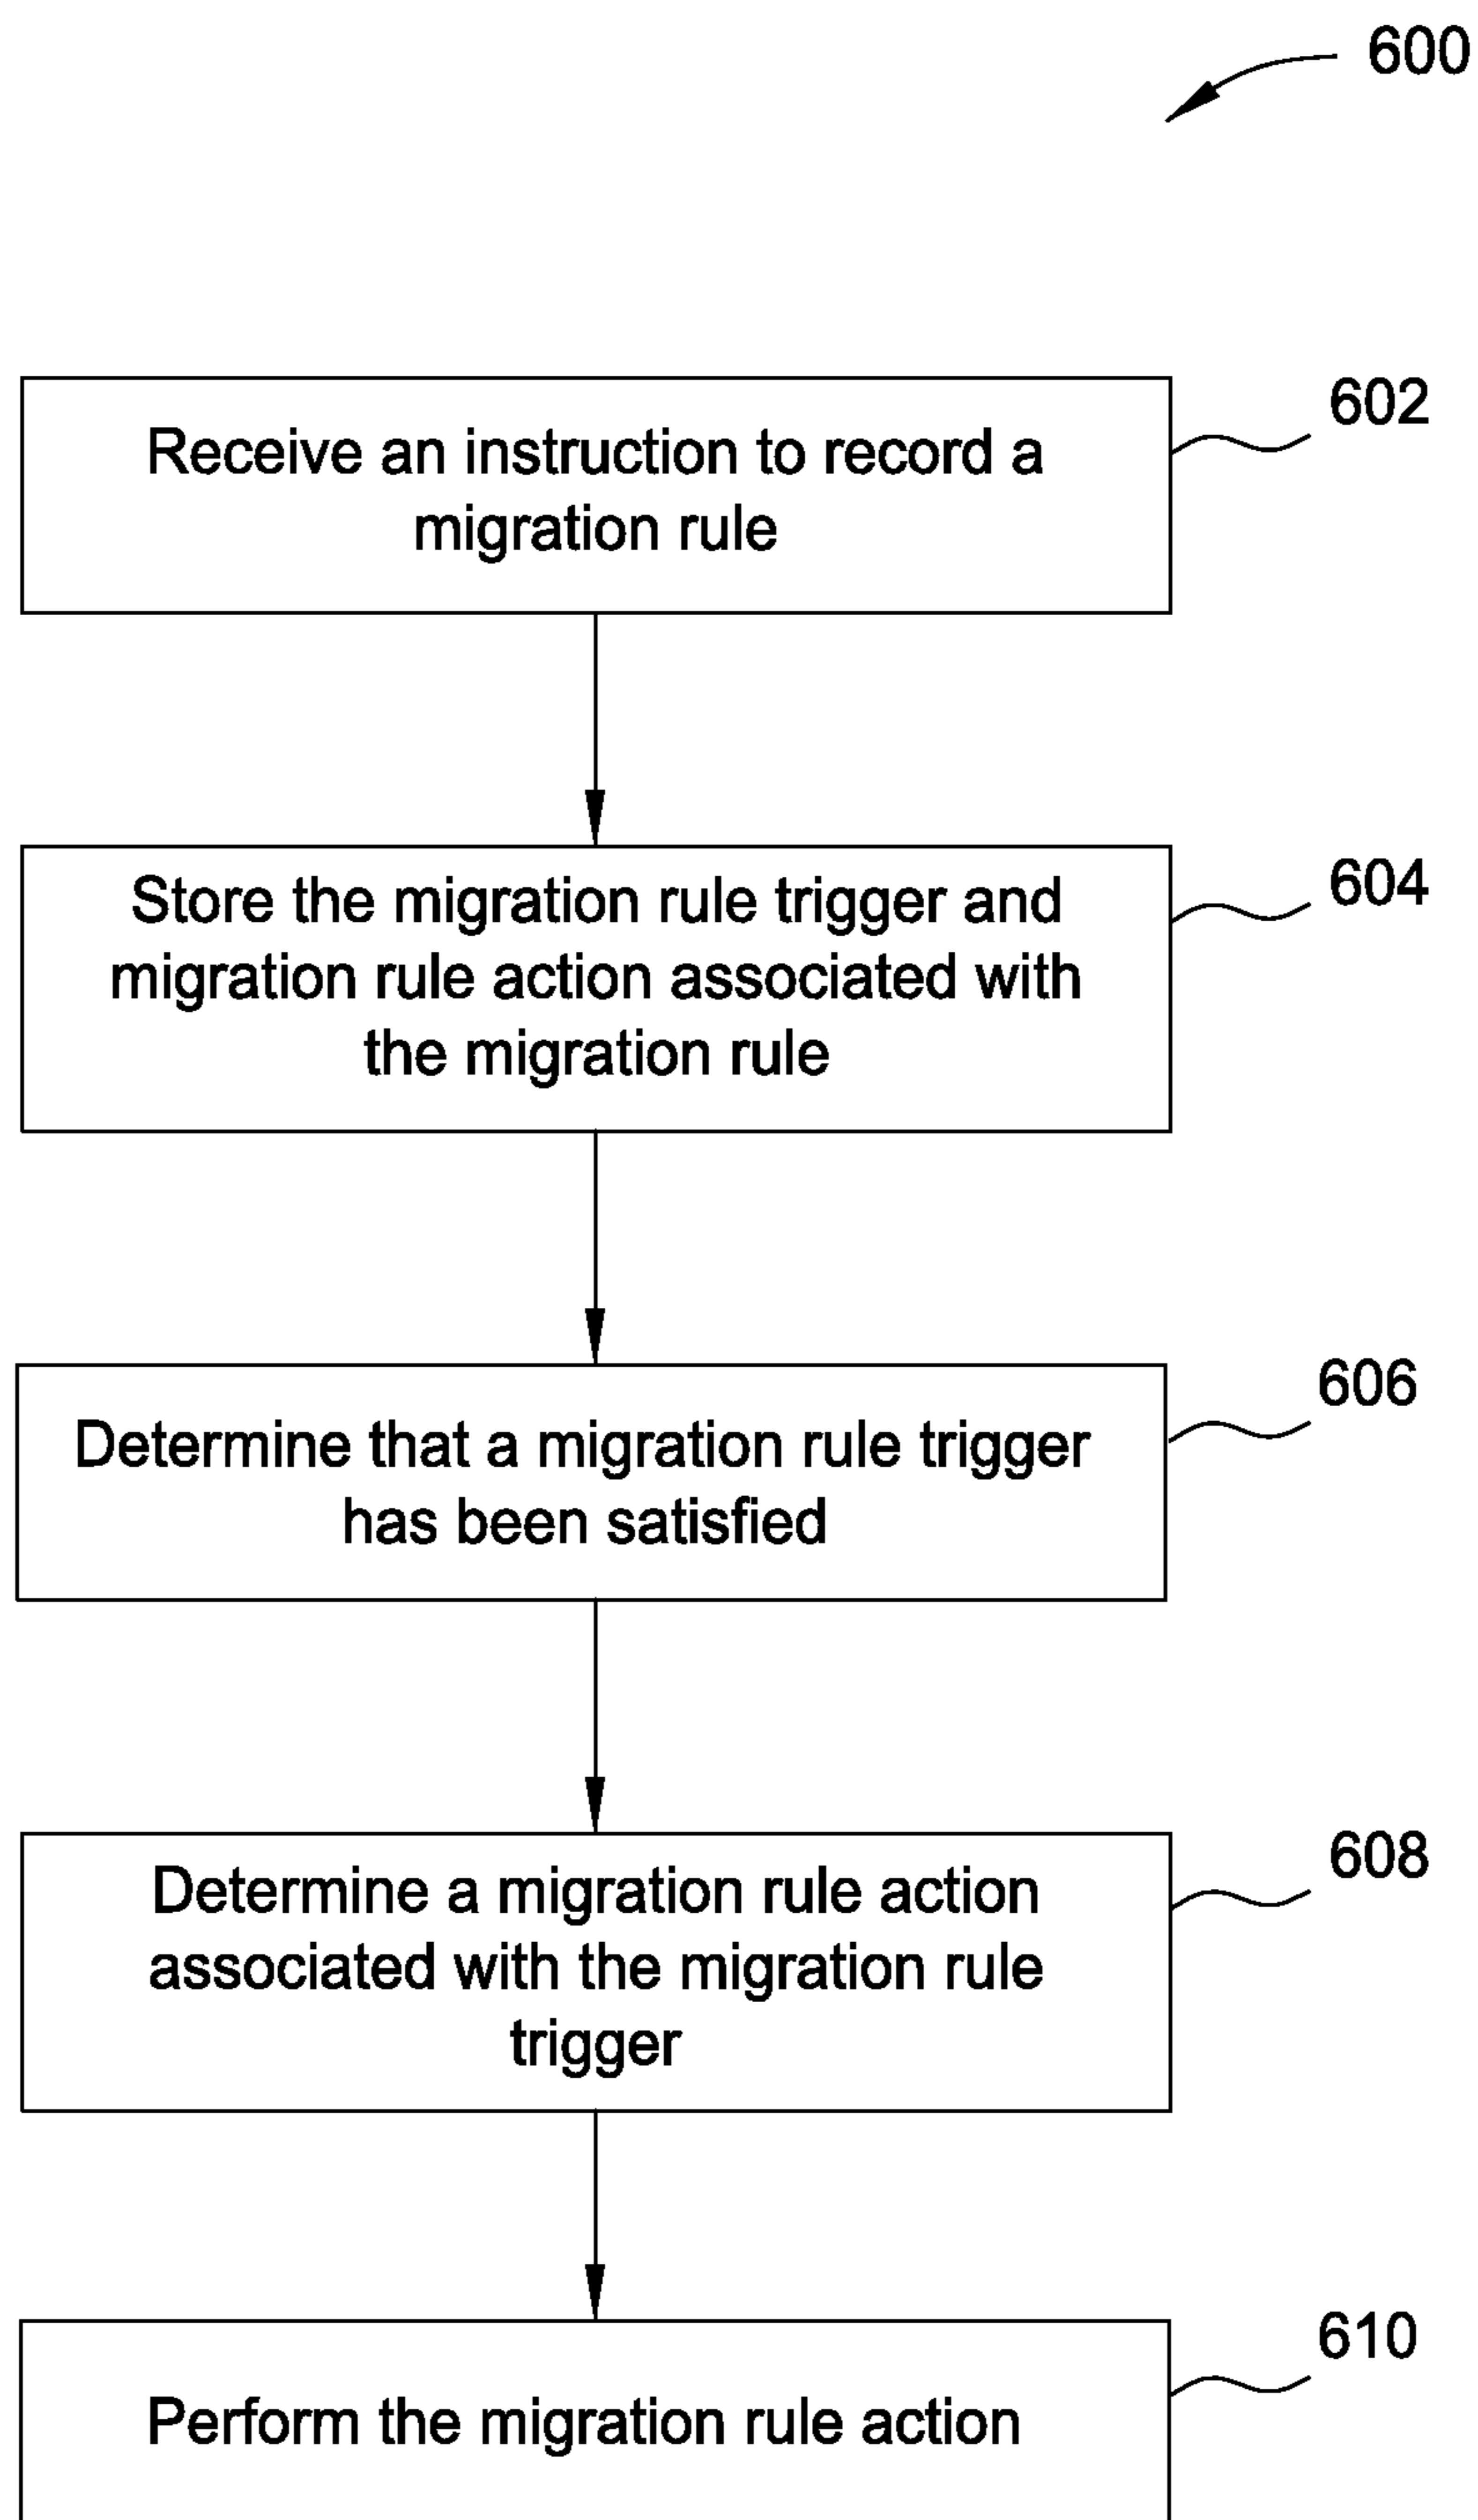 600
602
Receive an instruction to record a
migration rule
604
Store the migration rule trigger and
migration rule action associated with
the migration rule
606
Determine that a migration rule trigger
has been satisfied
608
Determine a migration rule action
associated with the migration rule
trigger
610
Perform the migration rule action